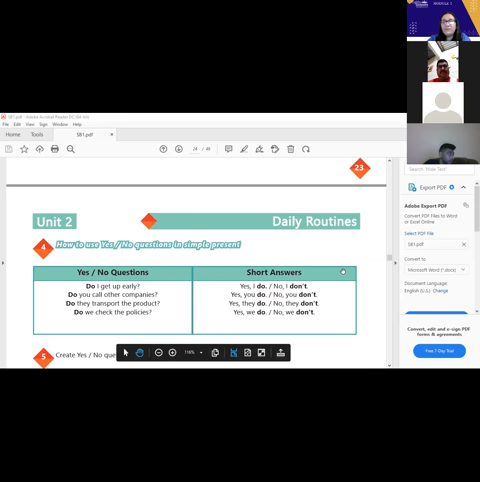 MODULE 3
SB1.pdf - Adobe Acrobat Reader DC (64-bit)
File Edit View Sign Window Help
Home Tools SB1.pdf ×
24 / 48
Search 'Hide Text'
23
Export PDF
Adobe Export PDF
Convert PDF Files to Word or Excel Online
Select PDF File
SB1.pdf
Convert to
Microsoft Word (*.docx)
Document Language:
English (U.S.) Change
Convert, edit and e-sign PDF forms & agreements
Free 7-Day Trial
Unit 2
Daily Routines
4 How to use Yes / No questions in simple present
Yes / No Questions Short Answers
Do I get up early? Yes, I do. / No, I don't.
Do you call other companies? Yes, you do. / No, you don't.
Do they transport the product? Yes, they do. / No, they don't.
Do we check the policies? Yes, we do. / No, we don't.
5 Create Yes / No que
116%